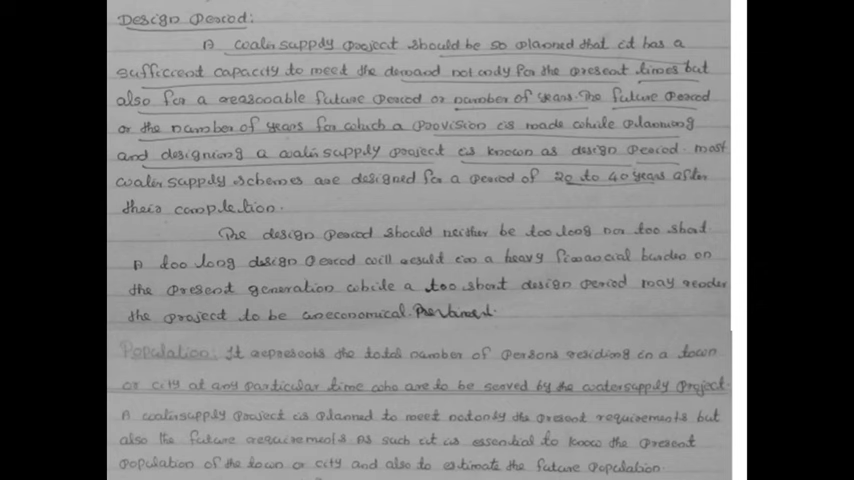 Design Period:
A water supply project should be so planned that it has a
sufficient capacity to meet the demand not only for the present times but
also for a reasonable future period or number of years. The future period
or the number of years for which a provision is made while planning
and designing a water supply project is known as design period. most
water supply schemes are designed for a period of 20 to 40 years after
their completion.
The design period should neither be too long nor too short
A too long design period will result in a heavy financial burden on
the present generation while a too short design period may render
the project to be uneconomical.
Population: It represents the total number of persons residing in a town
or city at any particular time who are to be served by the water supply project.
A water supply project is planned to meet not only the present requirements but
also the future requirements As such it is essential to know the present
population of the town or city and also to estimate the future population.